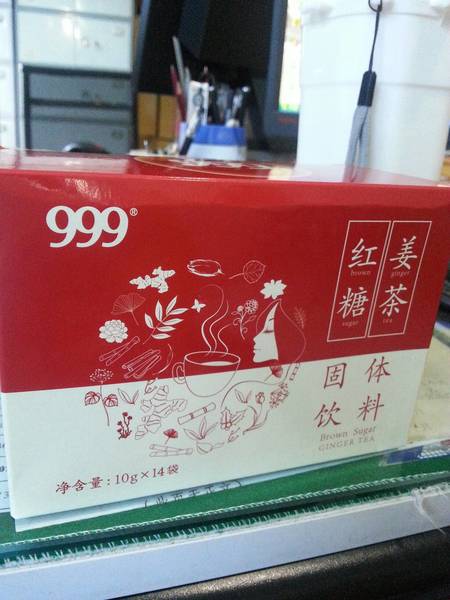 999®
红糖
brown
sugar
姜茶
ginger
tea
固体
饮料
Brown Sugar
GINGER TEA
净含量:10g×14袋